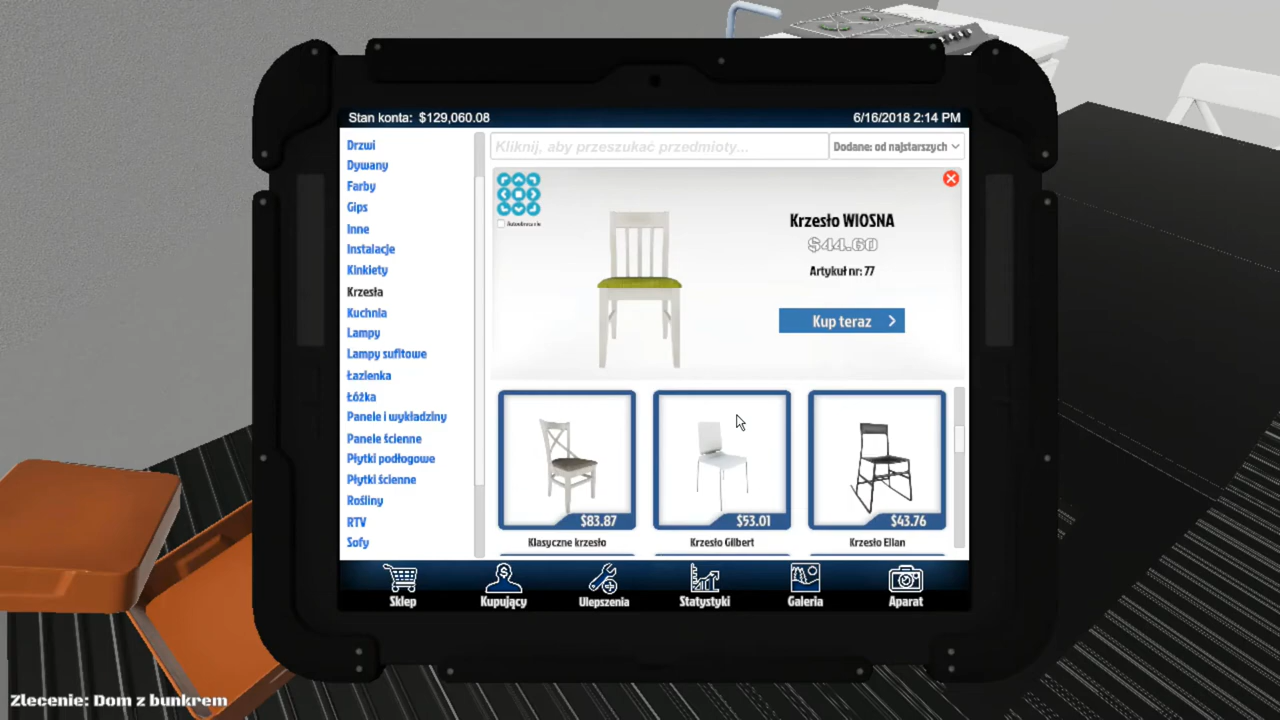 Stan konta: $129,060.08
6/16/2018 2:14 PM
Drzwi
Dywany
Farby
Gips
Inne
Instalacje
Kinkiety
Krzesła
Kuchnia
Lampy
Lampy sufitowe
Łazienka
Łóżka
Panele i wykładziny
Panele ścienne
Płytki podłogowe
Płytki ścienne
Rośliny
RTV
Sofy
Kliknij, aby przeszukać przedmioty...
Dodane: od najstarszych
Krzesło WIOSNA
$44.60
Artykuł nr: 77
Kup teraz
$83.87
$53.01
$43.76
Klasyczne krzesło
Krzesło Gilbert
Krzesło Elian
Sklep
Kupujący
Ulepszenia
Statystyki
Galeria
Aparat
Zlecenie: Dom z bunkrem